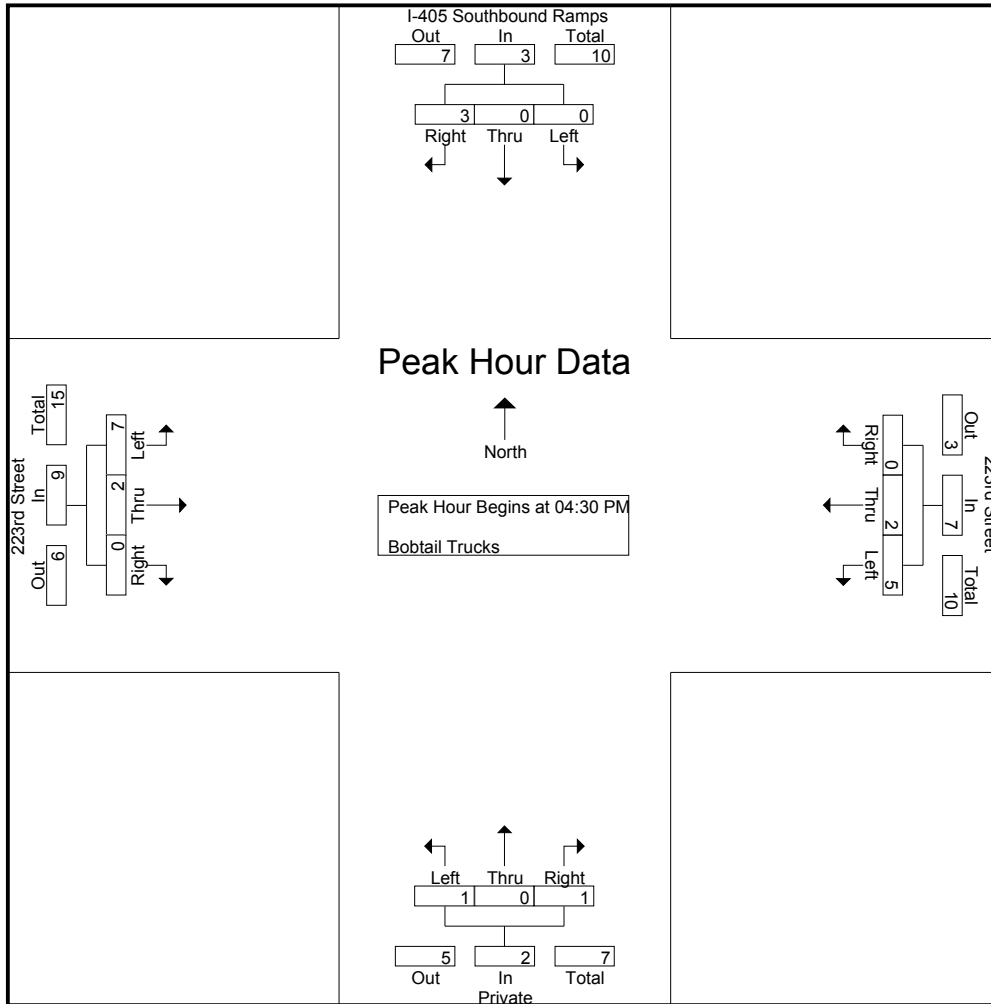 I-405 Southbound Ramps
Out In Total
7 3 10
3 0 0
Right Thru Left
Peak Hour Data
North
Peak Hour Begins at 04:30 PM
Bobtail Trucks
223rd Street
Total In Out
15 9 6
7 2 0
Left Thru Right
223rd Street
Out In Total
3 7 10
0 2 5
Right Thru Left
Left Thru Right
1 0 1
5 2 7
Out In Total
Private